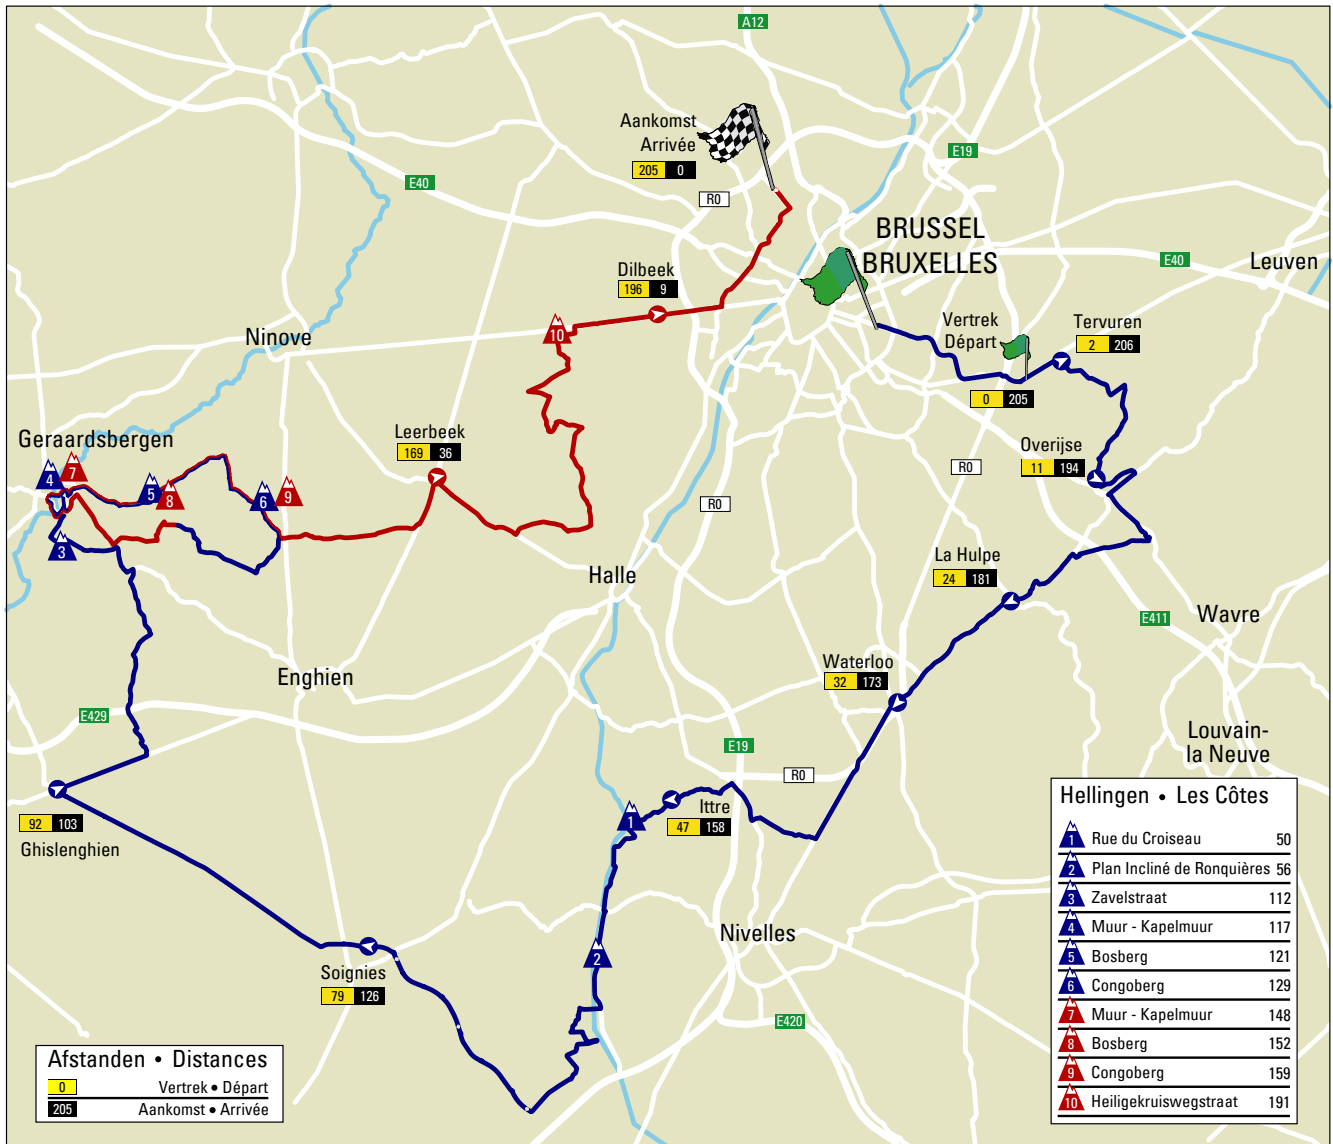 A12
Aankomst
Arrivée
205 0
E19
E40
R0
BRUSSEL
BRUXELLES
E40
Leuven
Dilbeek
196 9
Vertrek
Départ
0 205
Tervuren
2 206
Ninove
10
Geraardsbergen
Leerbeek
169 36
Overijse
11 194
R0
4
7
5
8
6
9
3
R0
La Hulpe
24 181
Halle
Wavre
E411
Enghien
Waterloo
32 173
E429
Louvain-
la Neuve
E19
R0
Ittre
47 158
1
92 103
Ghislenghien
Nivelles
2
Soignies
79 126
E420
Hellingen • Les Côtes
1 Rue du Croiseau 50
2 Plan Incliné de Ronquières 56
3 Zavelstraat 112
4 Muur - Kapelmuur 117
5 Bosberg 121
6 Congoberg 129
7 Muur - Kapelmuur 148
8 Bosberg 152
9 Congoberg 159
10 Heiligekruiswegstraat 191
Afstanden • Distances
0 Vertrek • Départ
205 Aankomst • Arrivée